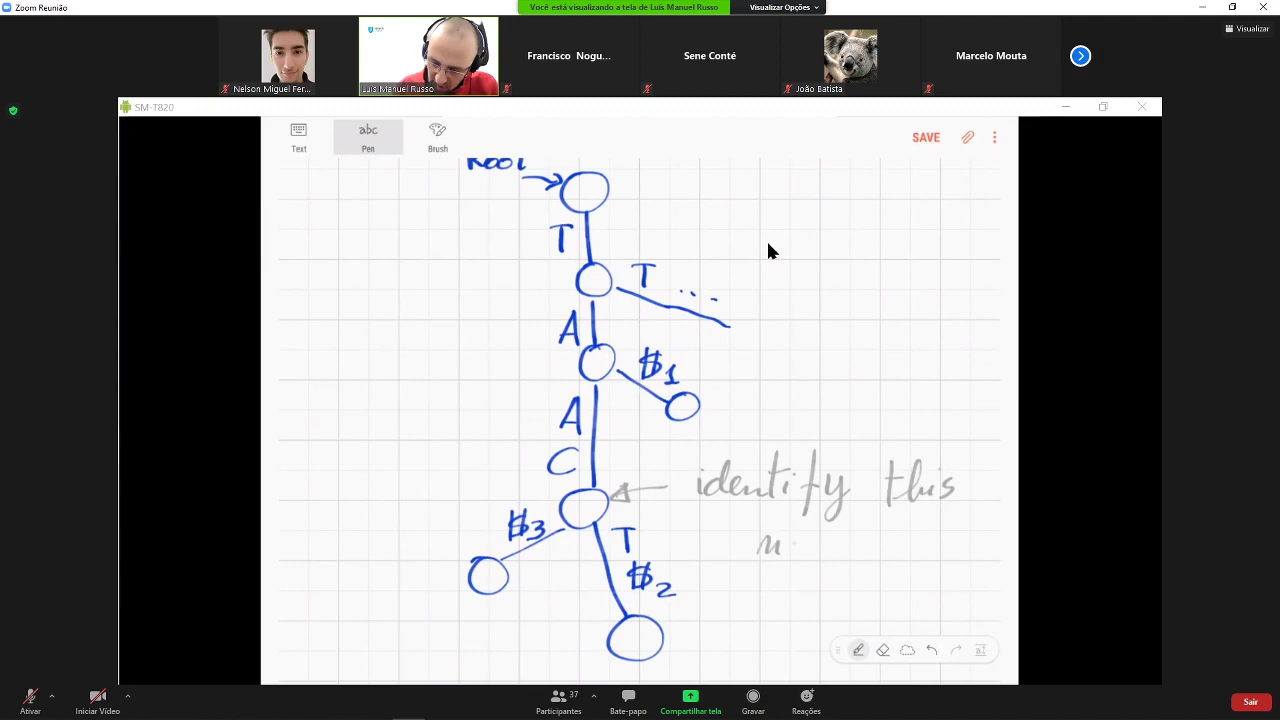 Zoom Reunião
Você está visualizando a tela de Luís Manuel Russo
Visualizar Opções
Visualizar
Nelson Miguel Fer...
Luís Manuel Russo
Francisco Nogu...
Sene Conté
João Batista
Marcelo Mouta
SM-T820
Text
abc
Pen
Brush
SAVE
Root
T
T ...
A
$1
A
C
identify this
$3
T
n
$2
Ativar
Iniciar Vídeo
37
Participantes
Bate-papo
Compartilhar tela
Gravar
Reações
Sair